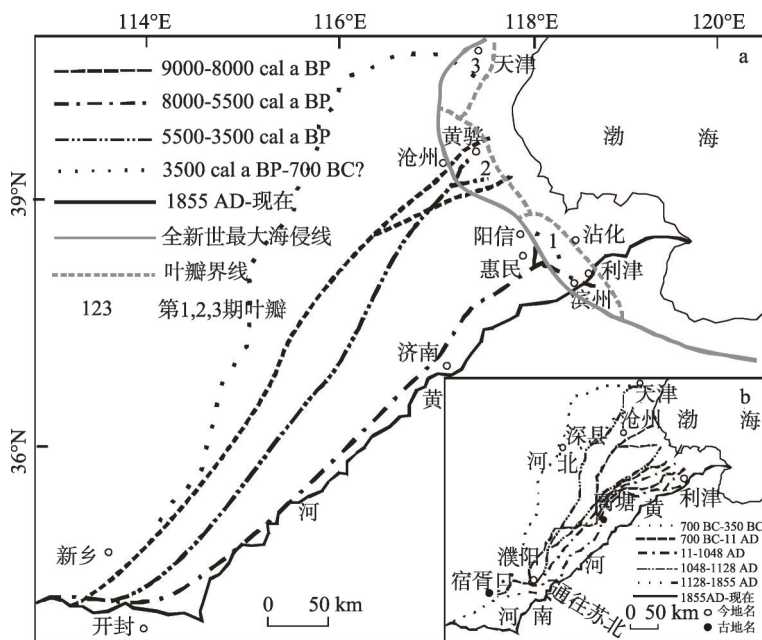 114°E 116°E 118°E 120°E
a
9000-8000 cal a BP
8000-5500 cal a BP
5500-3500 cal a BP
3500 cal a BP-700 BC?
1855 AD-现在
全新世最大海侵线
叶瓣界线
123 第1,2,3期叶瓣
39°N
36°N
3 天津
渤 海
黄骅
沧州
2
阳信 1 沾化
惠民 利津
滨州
济南
黄
河
新乡
开封
0 50 km
b
天津
沧州 渤 海
深县
河 北
利津
黄
濮阳 河
宿胥口
通往苏北
河 南
0 50 km
700 BC-350 BC
700 BC-11 AD
11-1048 AD
1048-1128 AD
1128-1855 AD
1855AD-现在
今地名
古地名